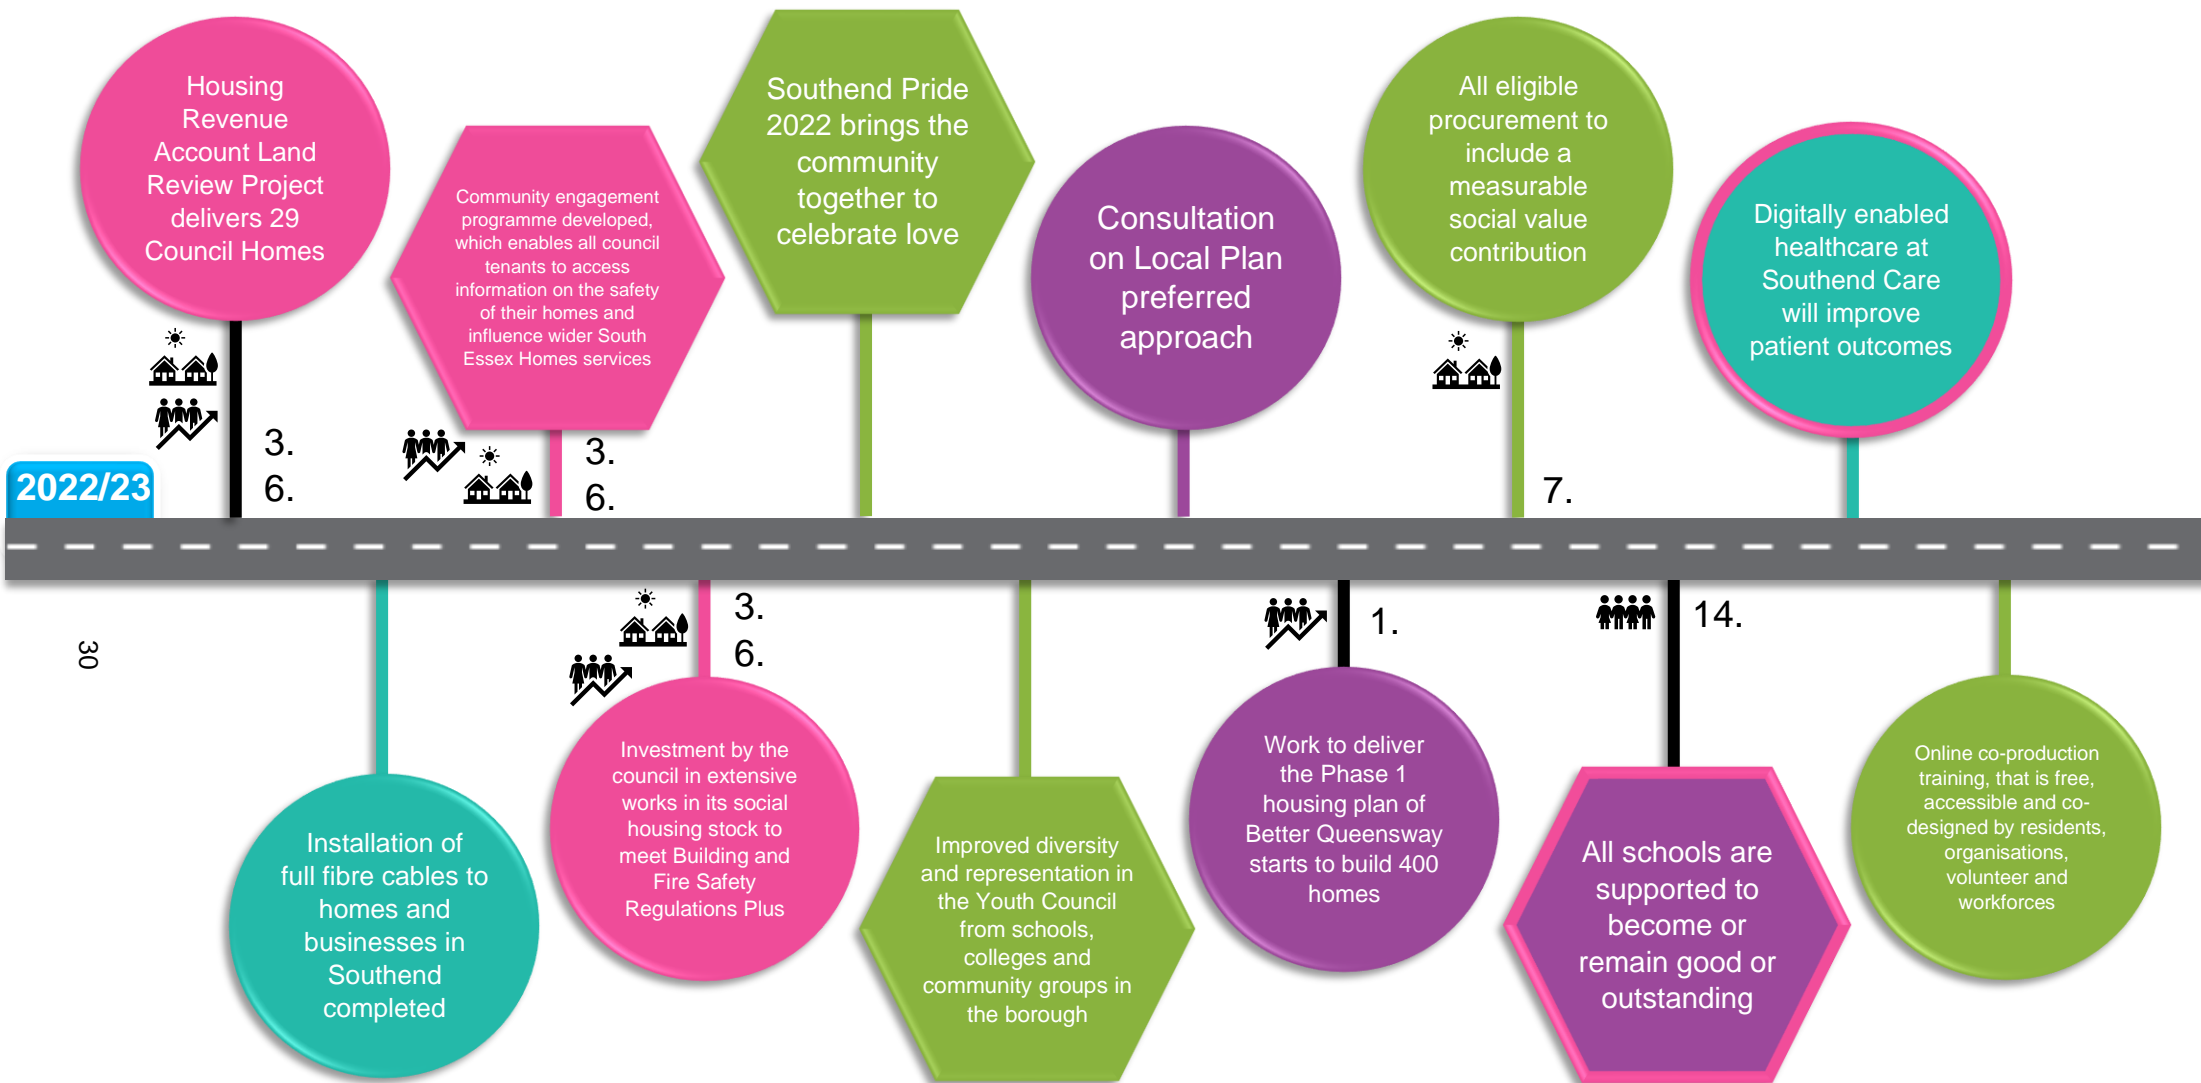 Housing
Revenue
Account Land
Review Project
delivers 29
Council Homes
Community engagement
programme developed,
which enables all council
tenants to access
information on the safety
of their homes and
influence wider South
Essex Homes services
Southend Pride
2022 brings the
community
together to
celebrate love
Consultation
on Local Plan
preferred
approach
All eligible
procurement to
include a
measurable
social value
contribution
Digitally enabled
healthcare at
Southend Care
will improve
patient outcomes
3.
6.
3.
6.
7.
2022/23
3.
6.
1.
14.
30
Installation of
full fibre cables to
homes and
businesses in
Southend
completed
Investment by the
council in extensive
works in its social
housing stock to
meet Building and
Fire Safety
Regulations Plus
Improved diversity
and representation in
the Youth Council
from schools,
colleges and
community groups in
the borough
Work to deliver
the Phase 1
housing plan of
Better Queensway
starts to build 400
homes
All schools are
supported to
become or
remain good or
outstanding
Online co-production
training, that is free,
accessible and co-
designed by residents,
organisations,
volunteer and
workforces